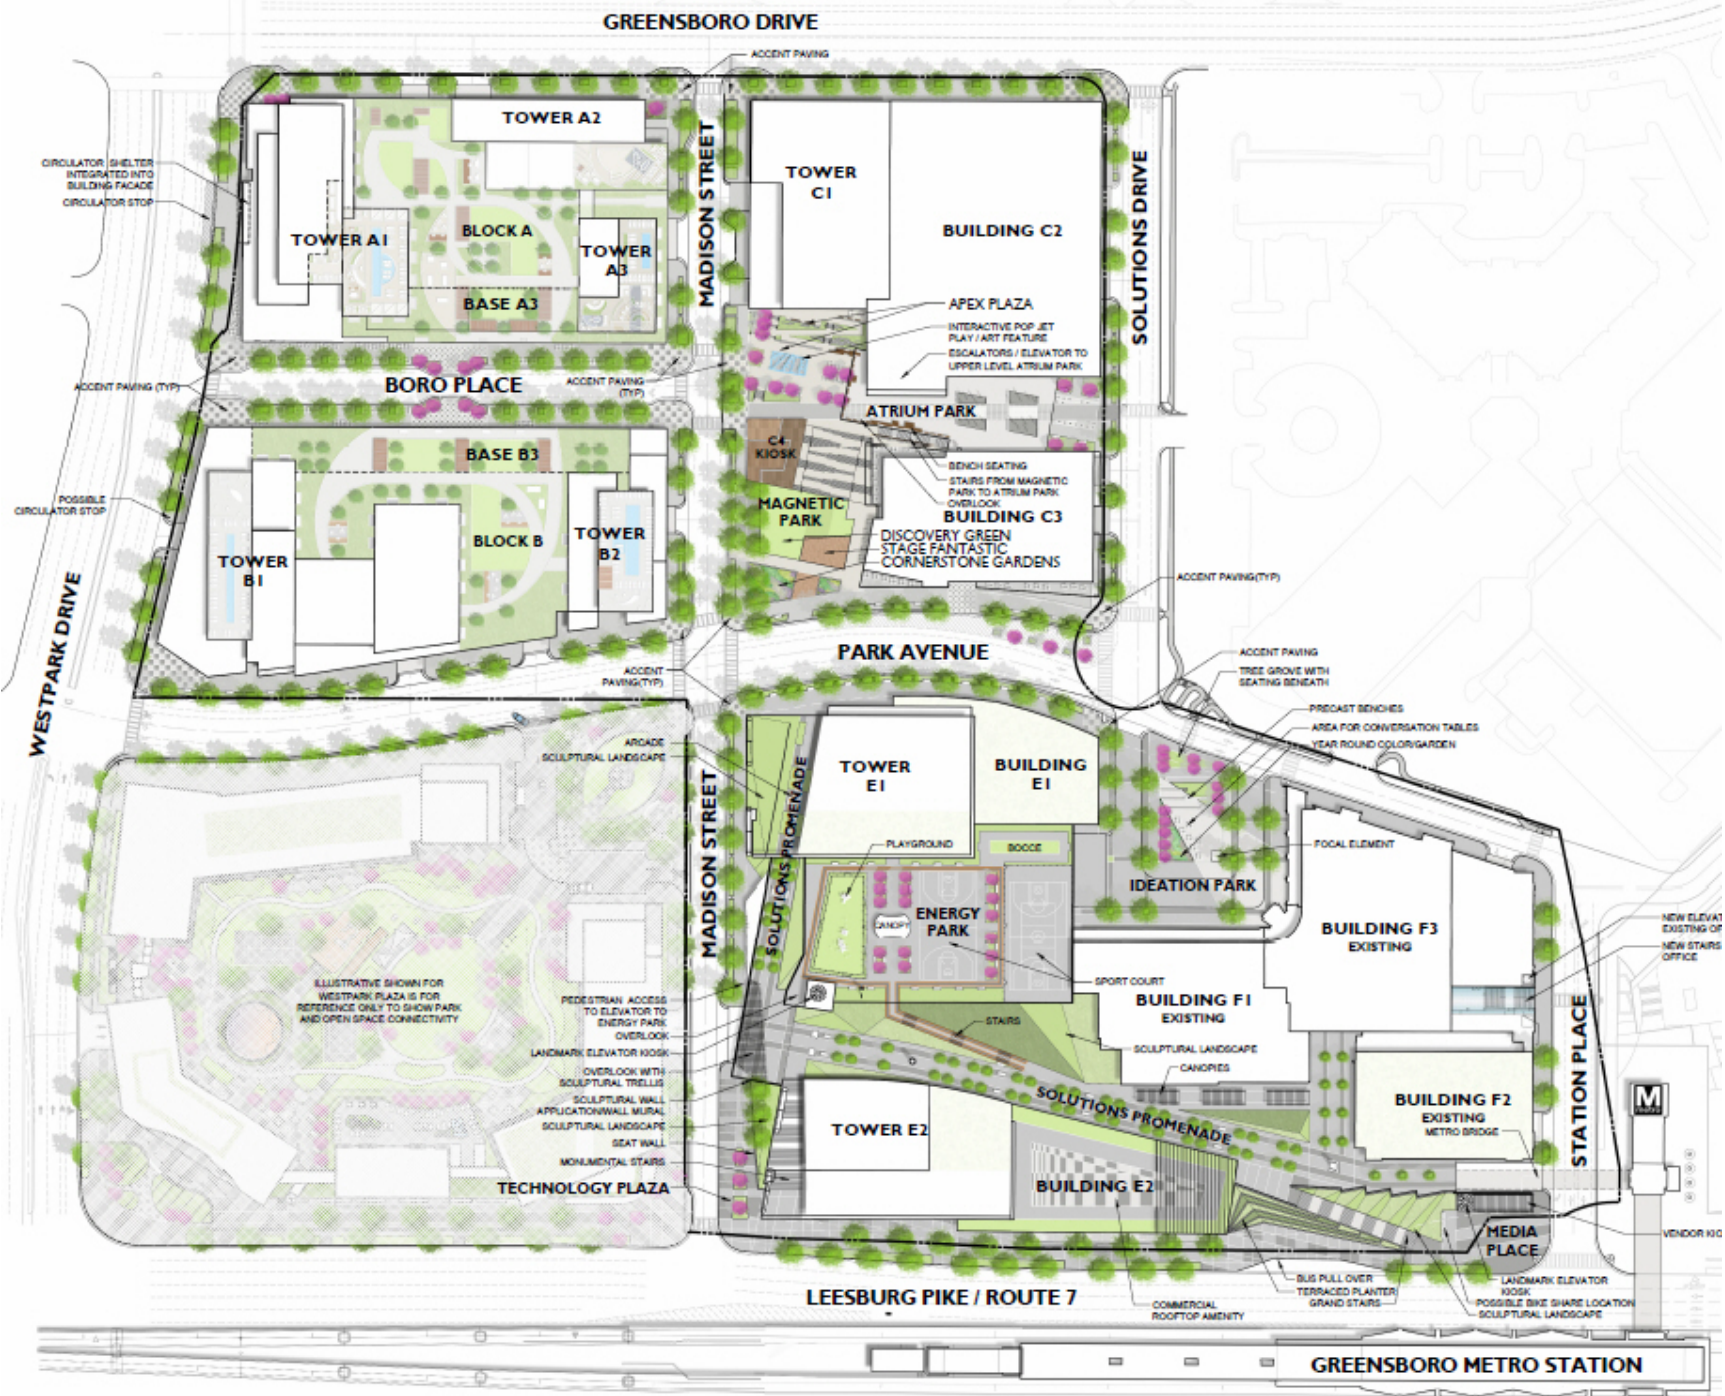 GREENSBORO DRIVE
ACCENT PAVING
TOWER A2
CIRCULATOR SHELTER
INTEGRATED INTO
BUILDING FACADE
CIRCULATOR STOP
TOWER A1
BLOCK A
TOWER
A3
BASE A3
MADISON STREET
TOWER
C1
BUILDING C2
SOLUTIONS DRIVE
APEX PLAZA
INTERACTIVE POP JET
PLAY / ART FEATURE
ESCALATORS / ELEVATOR TO
UPPER LEVEL ATRIUM PARK
ACCENT PAVING (TYP)
BORO PLACE
ACCENT PAVING
(TYP)
ATRIUM PARK
C4
KIOSK
BASE B3
BENCH SEATING
STAIRS FROM MAGNETIC
PARK TO ATRIUM PARK
OVERLOOK
POSSIBLE
CIRCULATOR STOP
MAGNETIC
PARK
BUILDING C3
DISCOVERY GREEN
STAGE FANTASTIC
CORNERSTONE GARDENS
TOWER
B1
BLOCK B
TOWER
B2
ACCENT PAVING(TYP)
WESTPARK DRIVE
PARK AVENUE
ACCENT
PAVING(TYP)
ACCENT PAVING
TREE GROVE WITH
SEATING BENEATH
PRECAST BENCHES
AREA FOR CONVERSATION TABLES
YEAR ROUND COLOR/GARDEN
ARCADE
SCULPTURAL LANDSCAPE
MADISON STREET
SOLUTIONS PROMENADE
TOWER
E1
BUILDING
E1
PLAYGROUND
BOCCE
FOCAL ELEMENT
IDEATION PARK
CANOPY
ENERGY
PARK
BUILDING F3
EXISTING
NEW ELEVAT
EXISTING OF
NEW STAIRS
OFFICE
ILLUSTRATIVE SHOWN FOR
WESTPARK PLAZA IS FOR
REFERENCE ONLY TO SHOW PARK
AND OPEN SPACE CONNECTIVITY
SPORT COURT
PEDESTRIAN ACCESS
TO ELEVATOR TO
ENERGY PARK
OVERLOOK
LANDMARK ELEVATOR KIOSK
OVERLOOK WITH
SCULPTURAL TRELLIS
SCULPTURAL WALL
APPLICATION/WALL MURAL
SCULPTURAL LANDSCAPE
SEAT WALL
MONUMENTAL STAIRS
TECHNOLOGY PLAZA
STAIRS
BUILDING F1
EXISTING
SCULPTURAL LANDSCAPE
CANOPIES
SOLUTIONS PROMENADE
TOWER E2
BUILDING E2
BUILDING F2
EXISTING
METRO BRIDGE
STATION PLACE
M
MEDIA
PLACE
VENDOR KIO
LEESBURG PIKE / ROUTE 7
COMMERCIAL
ROOFTOP AMENITY
BUS PULL OVER
TERRACED PLANTER
GRAND STAIRS
LANDMARK ELEVATOR
KIOSK
POSSIBLE BIKE SHARE LOCATION
SCULPTURAL LANDSCAPE
GREENSBORO METRO STATION